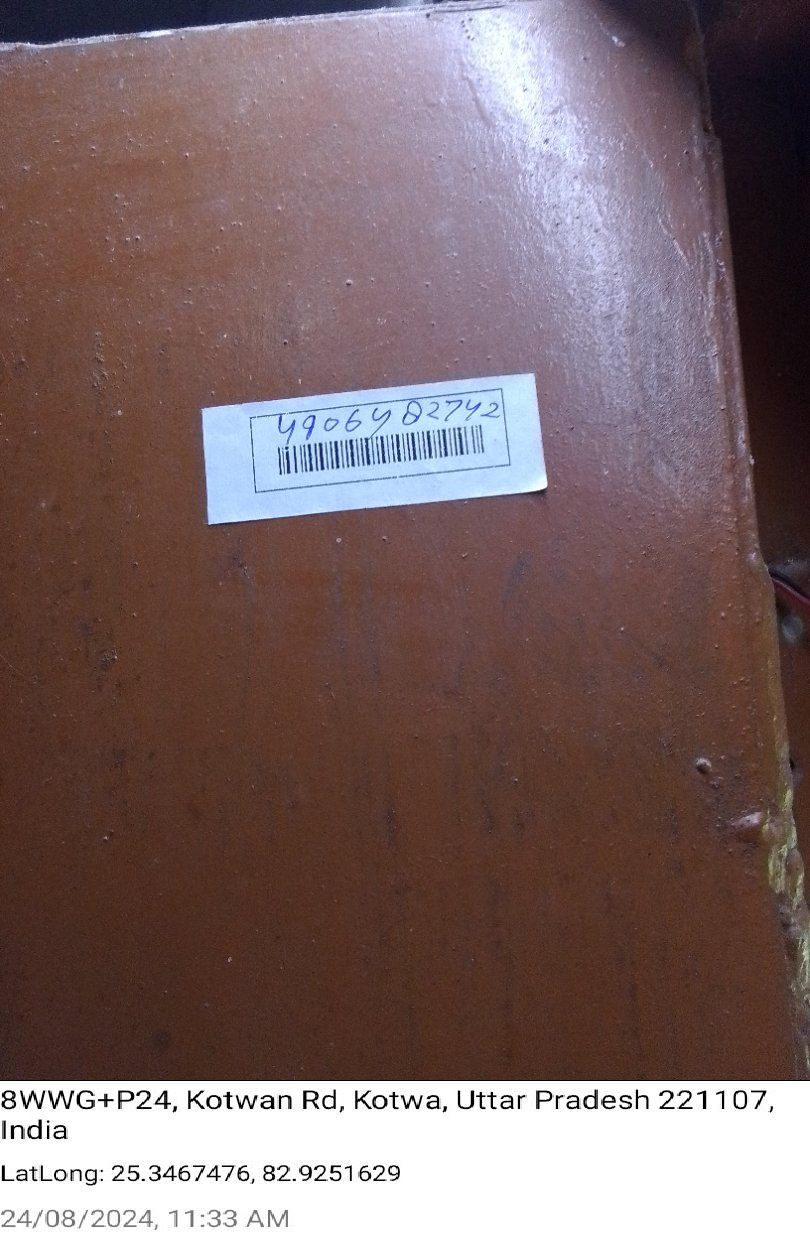 4906482742
8WWG+P24, Kotwan Rd, Kotwa, Uttar Pradesh 221107,
India
LatLong: 25.3467476, 82.9251629
24/08/2024, 11:33 AM